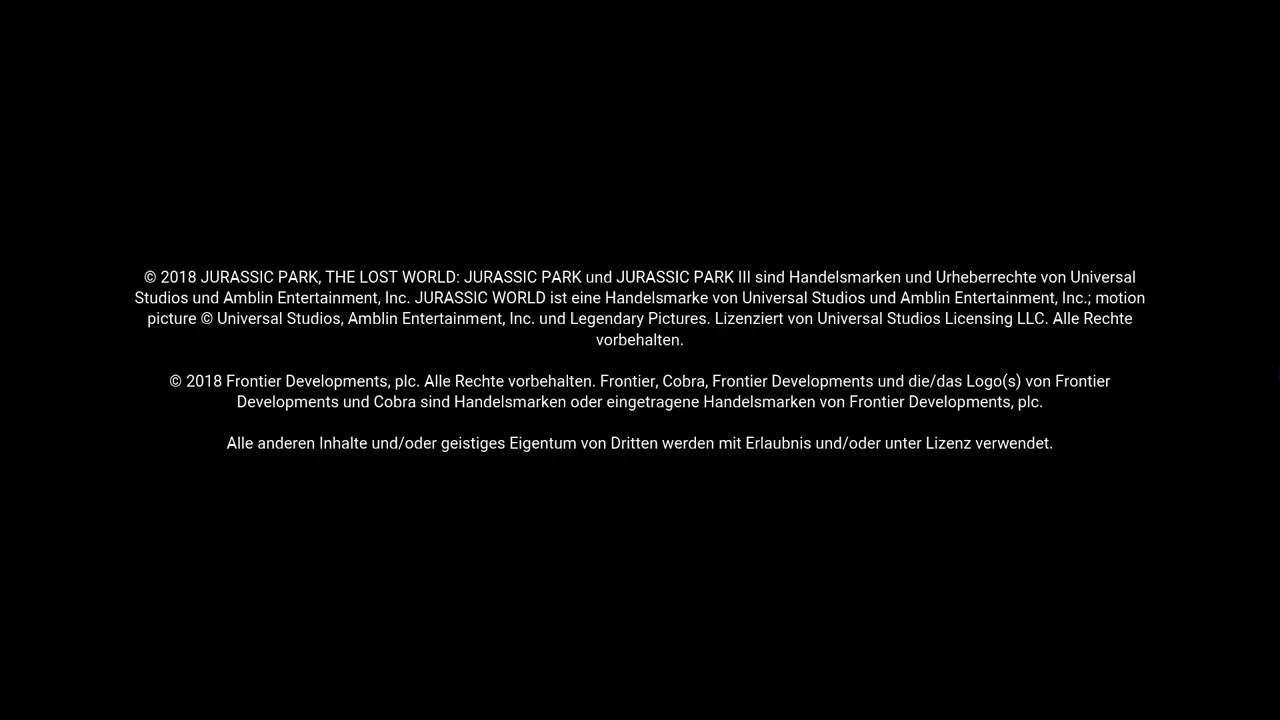 © 2018 JURASSIC PARK, THE LOST WORLD: JURASSIC PARK und JURASSIC PARK III sind Handelsmarken und Urheberrechte von Universal
Studios und Amblin Entertainment, Inc. JURASSIC WORLD ist eine Handelsmarke von Universal Studios und Amblin Entertainment, Inc.; motion
picture © Universal Studios, Amblin Entertainment, Inc. und Legendary Pictures. Lizenziert von Universal Studios Licensing LLC. Alle Rechte
vorbehalten.
© 2018 Frontier Developments, plc. Alle Rechte vorbehalten. Frontier, Cobra, Frontier Developments und die/das Logo(s) von Frontier
Developments und Cobra sind Handelsmarken oder eingetragene Handelsmarken von Frontier Developments, plc.
Alle anderen Inhalte und/oder geistiges Eigentum von Dritten werden mit Erlaubnis und/oder unter Lizenz verwendet.